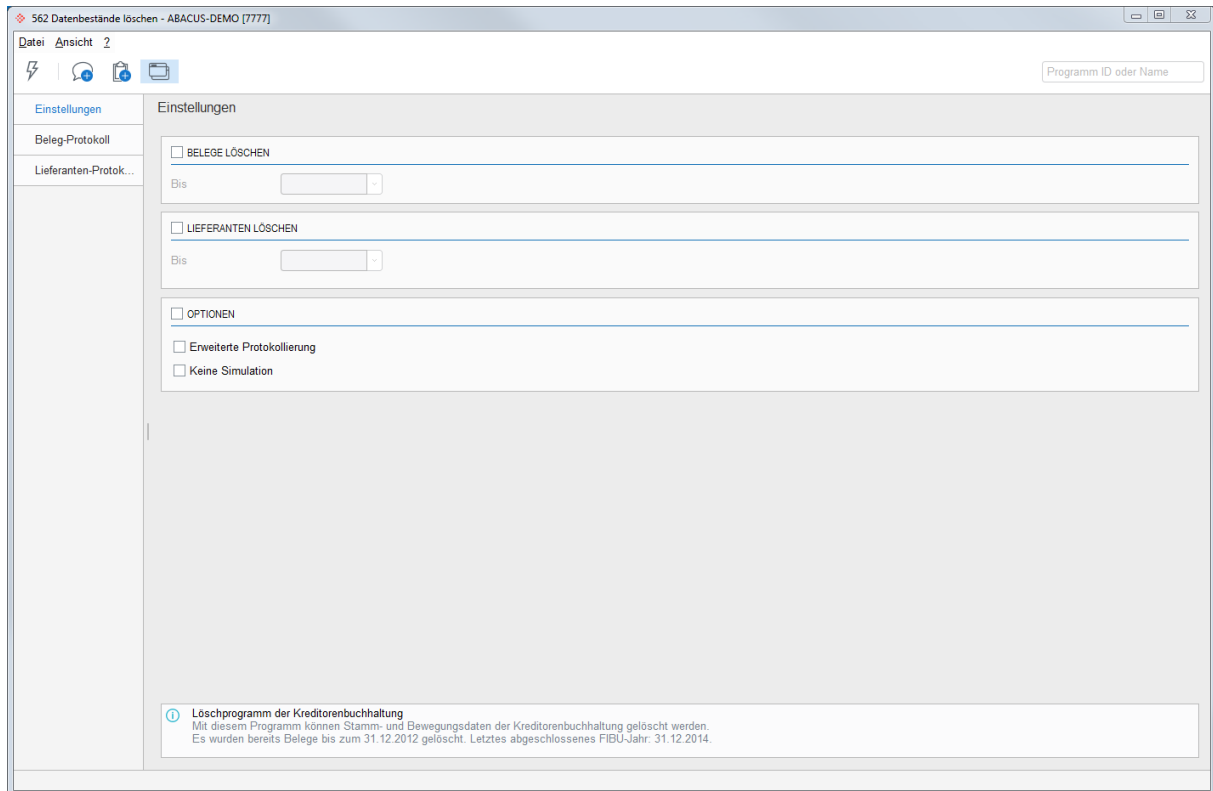 562 Datenbestände löschen - ABACUS-DEMO [7777]
Datei Ansicht ?
Programm ID oder Name
Einstellungen
Beleg-Protokoll
Lieferanten-Protok...
Einstellungen
BELEGE LÖSCHEN
Bis
LIEFERANTEN LÖSCHEN
Bis
OPTIONEN
Erweiterte Protokollierung
Keine Simulation
Löschprogramm der Kreditorenbuchhaltung
Mit diesem Programm können Stamm- und Bewegungsdaten der Kreditorenbuchhaltung gelöscht werden.
Es wurden bereits Belege bis zum 31.12.2012 gelöscht. Letztes abgeschlossenes FIBU-Jahr: 31.12.2014.